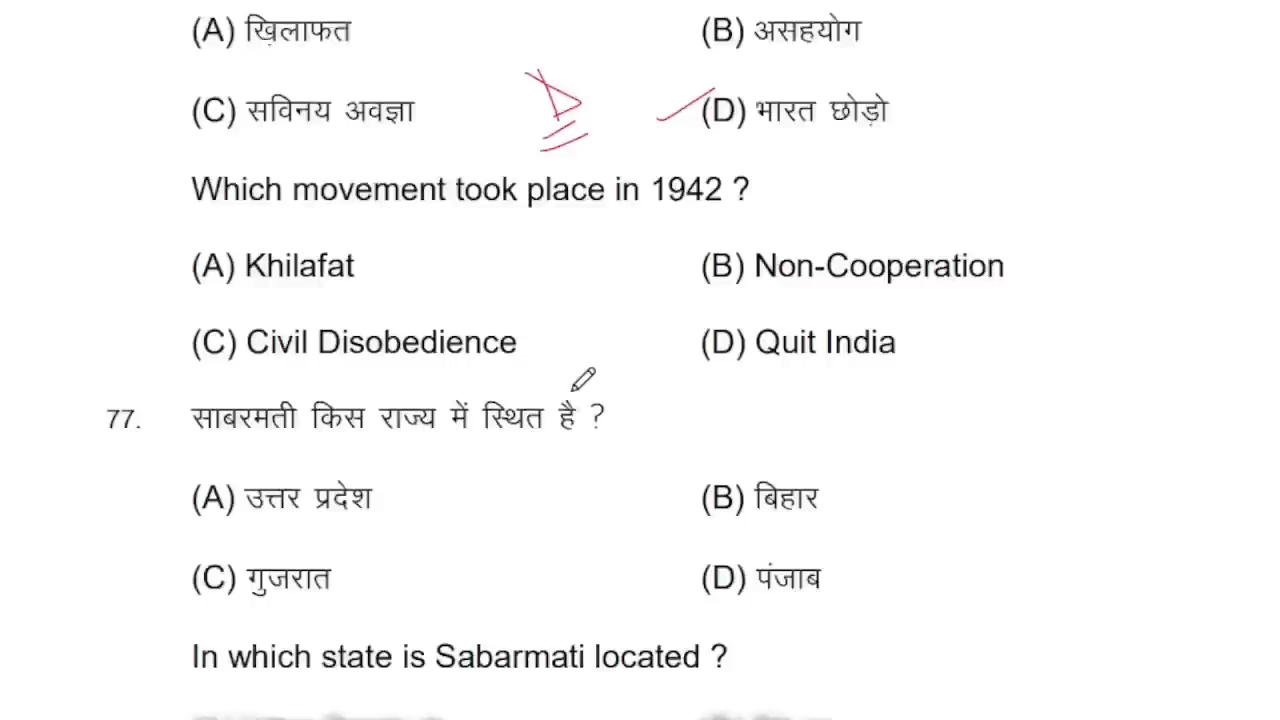 (A) ख़िलाफत (B) असहयोग
(C) सविनय अवज्ञा D (D) भारत छोड़ो
Which movement took place in 1942 ?
(A) Khilafat (B) Non-Cooperation
(C) Civil Disobedience (D) Quit India
77. साबरमती किस राज्य में स्थित है ?
(A) उत्तर प्रदेश (B) बिहार
(C) गुजरात (D) पंजाब
In which state is Sabarmati located ?